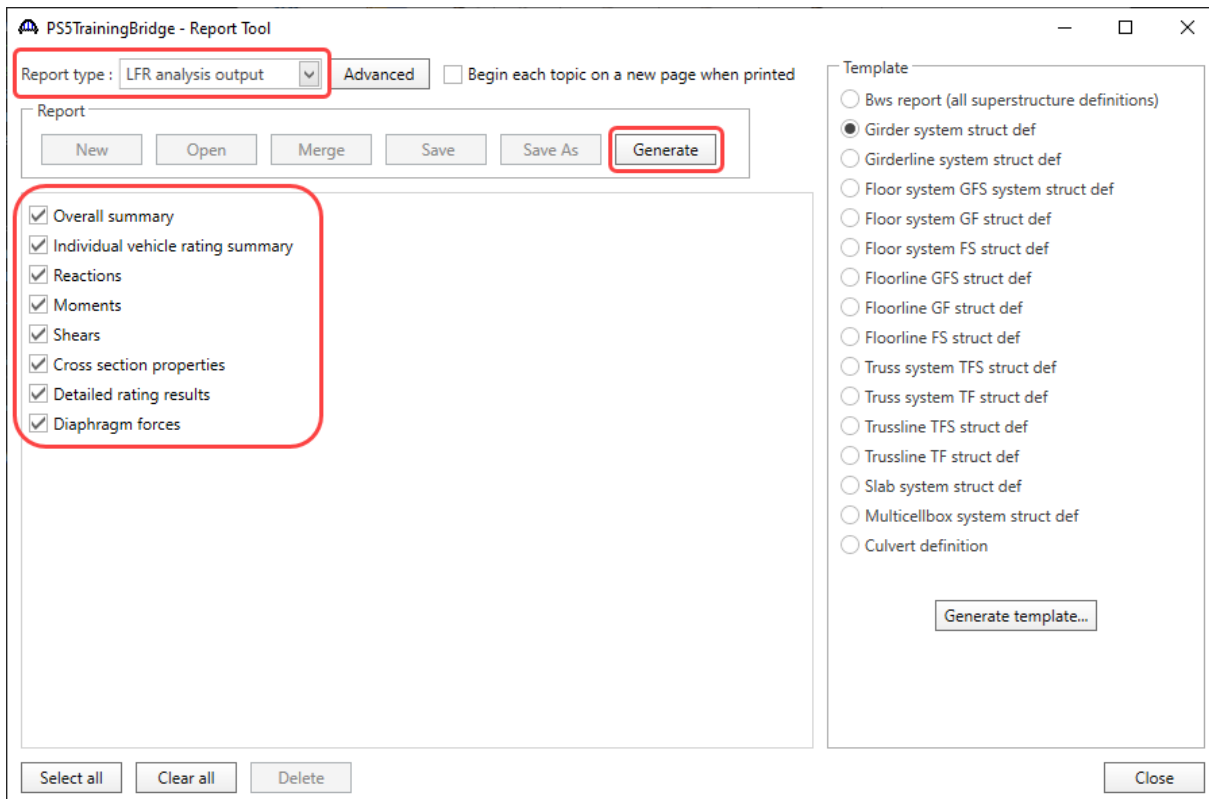 PS5TrainingBridge - Report Tool
Report type : LFR analysis output Advanced Begin each topic on a new page when printed
Report
New Open Merge Save Save As Generate
Overall summary
Individual vehicle rating summary
Reactions
Moments
Shears
Cross section properties
Detailed rating results
Diaphragm forces
Template
Bws report (all superstructure definitions)
Girder system struct def
Girderline system struct def
Floor system GFS system struct def
Floor system GF struct def
Floor system FS struct def
Floorline GFS struct def
Floorline GF struct def
Floorline FS struct def
Truss system TFS struct def
Truss system TF struct def
Trussline TFS struct def
Trussline TF struct def
Slab system struct def
Multicellbox system struct def
Culvert definition
Generate template...
Select all Clear all Delete Close